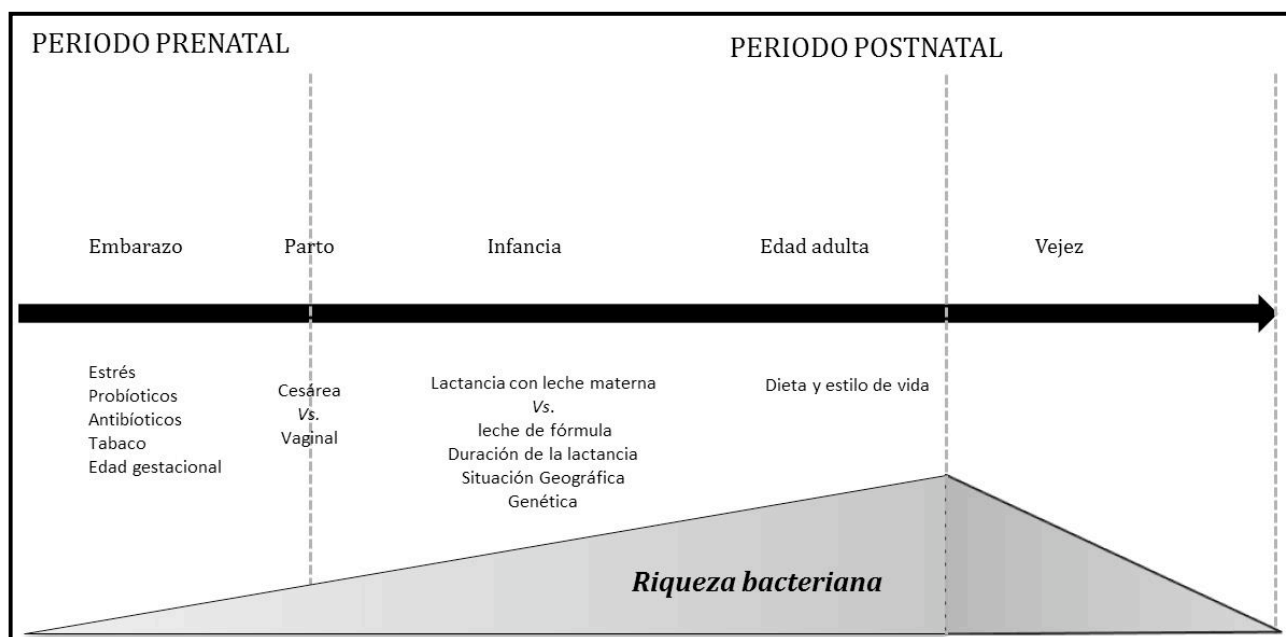 PERIODO PRENATAL
PERIODO POSTNATAL
Embarazo
Parto
Infancia
Edad adulta
Vejez
Estrés
Probíoticos
Antibíoticos
Tabaco
Edad gestacional
Cesárea
Vs.
Vaginal
Lactancia con leche materna
Vs.
leche de fórmula
Duración de la lactancia
Situación Geográfica
Genética
Dieta y estilo de vida
Riqueza bacteriana